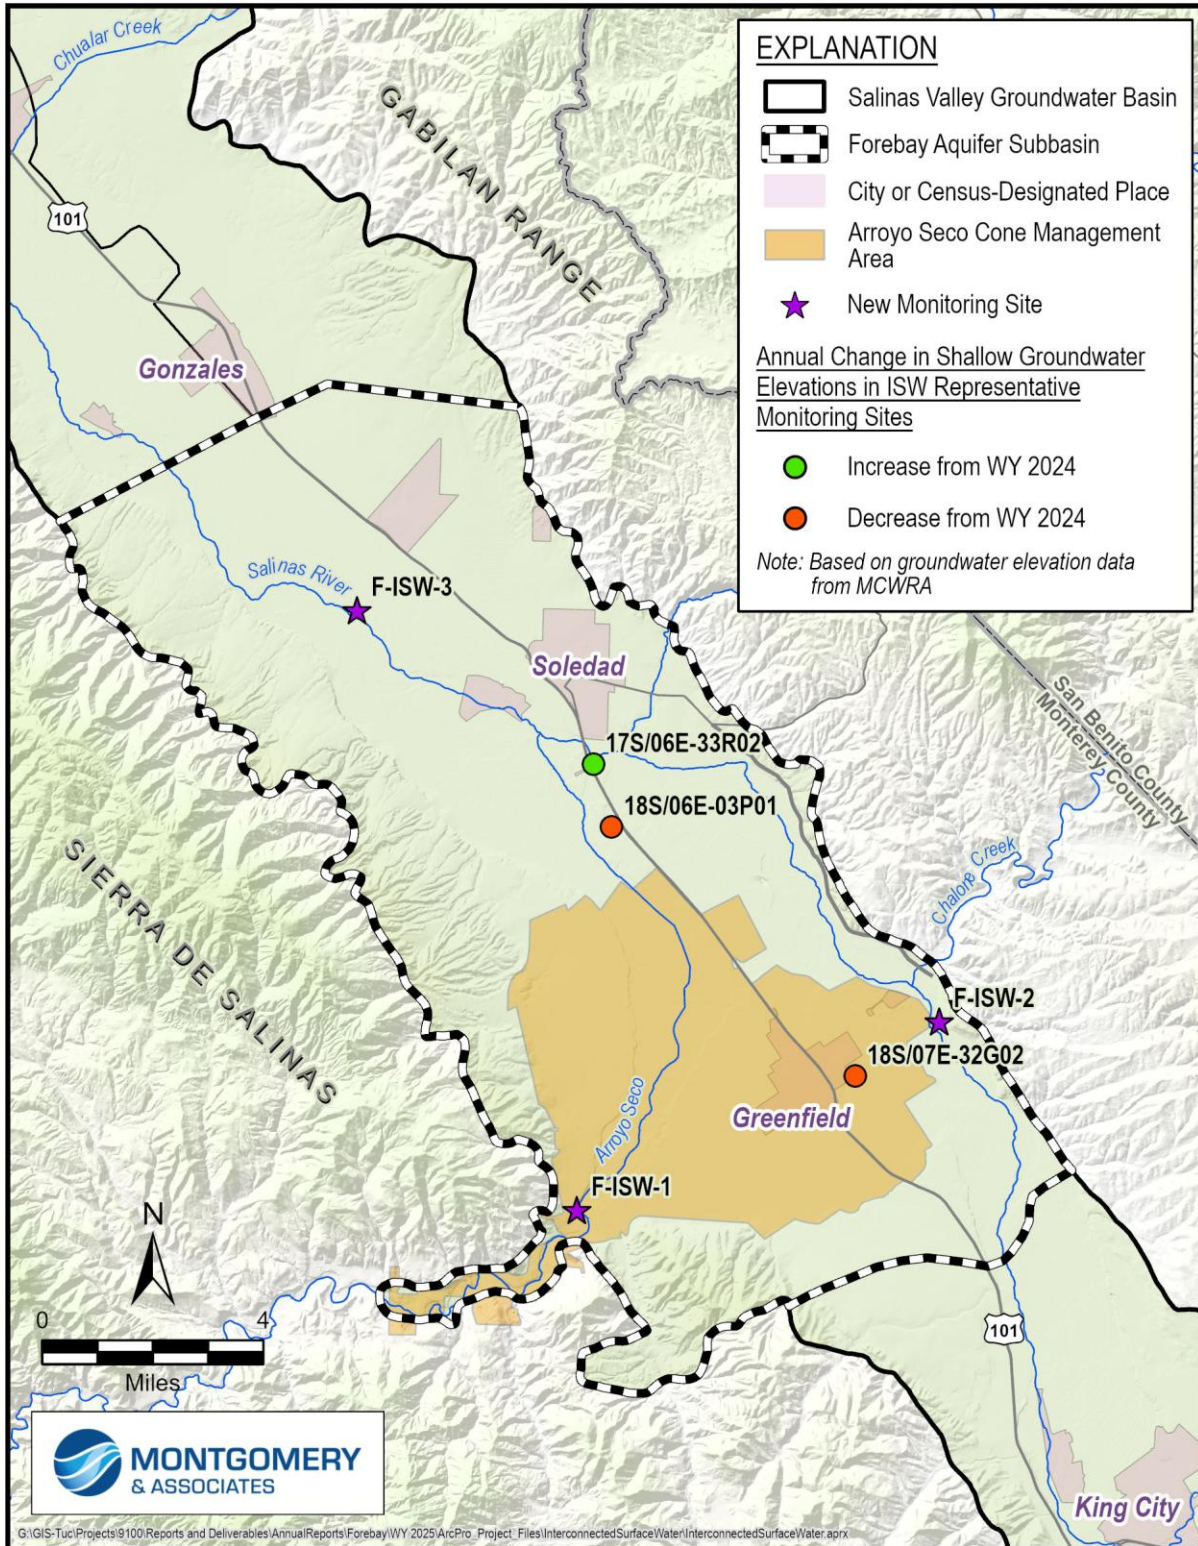 EXPLANATION
Salinas Valley Groundwater Basin
Forebay Aquifer Subbasin
City or Census-Designated Place
Arroyo Seco Cone Management
Area
New Monitoring Site
Annual Change in Shallow Groundwater
Elevations in ISW Representative
Monitoring Sites
Increase from WY 2024
Decrease from WY 2024
Note: Based on groundwater elevation data
from MCWRA
Chualar Creek
GABILAN RANGE
101
Gonzales
Salinas River
F-ISW-3
Soledad
San Benito County
Monterey County
17S/06E-33R02
18S/06E-03P01
Chalone Creek
SIERRA DE SALINAS
F-ISW-2
18S/07E-32G02
Greenfield
Arroyo Seco
F-ISW-1
N
0 4
Miles
101
MONTGOMERY
& ASSOCIATES
King City
G:\GIS-Tuc\Projects\9100\Reports and Deliverables\AnnualReports\Forebay\WY 2025\ArcPro_Project_Files\InterconnectedSurfaceWater\InterconnectedSurfaceWater.aprx